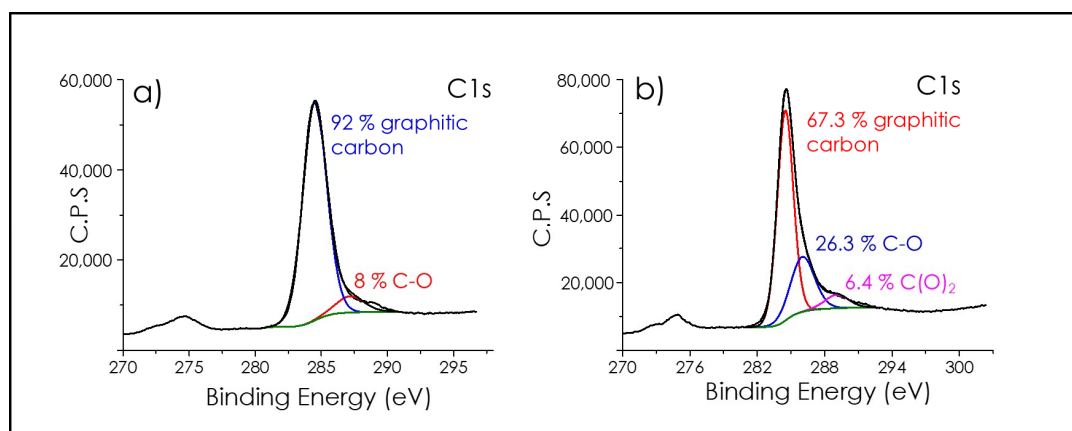 a)
C1s
60,000
40,000
20,000
C.P.S
92 % graphitic
carbon
8 % C-O
270
275
280
285
290
295
Binding Energy (eV)
b)
C1s
80,000
60,000
40,000
20,000
0
C.P.S
67.3 % graphitic
carbon
26.3 % C-O
6.4 % C(O)₂
270
276
282
288
294
300
Binding Energy (eV)